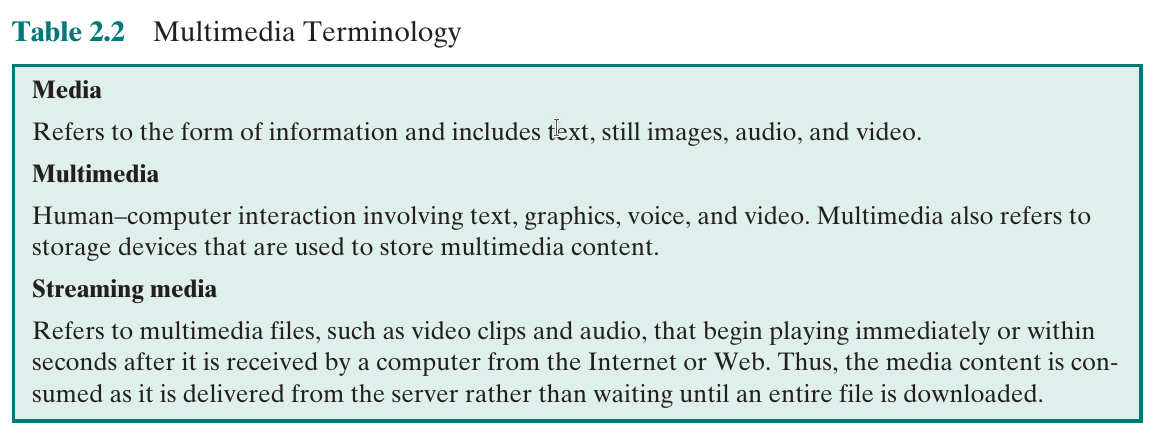 Table 2.2 Multimedia Terminology
Media
Refers to the form of information and includes text, still images, audio, and video.
Multimedia
Human–computer interaction involving text, graphics, voice, and video. Multimedia also refers to
storage devices that are used to store multimedia content.
Streaming media
Refers to multimedia files, such as video clips and audio, that begin playing immediately or within
seconds after it is received by a computer from the Internet or Web. Thus, the media content is con-
sumed as it is delivered from the server rather than waiting until an entire file is downloaded.